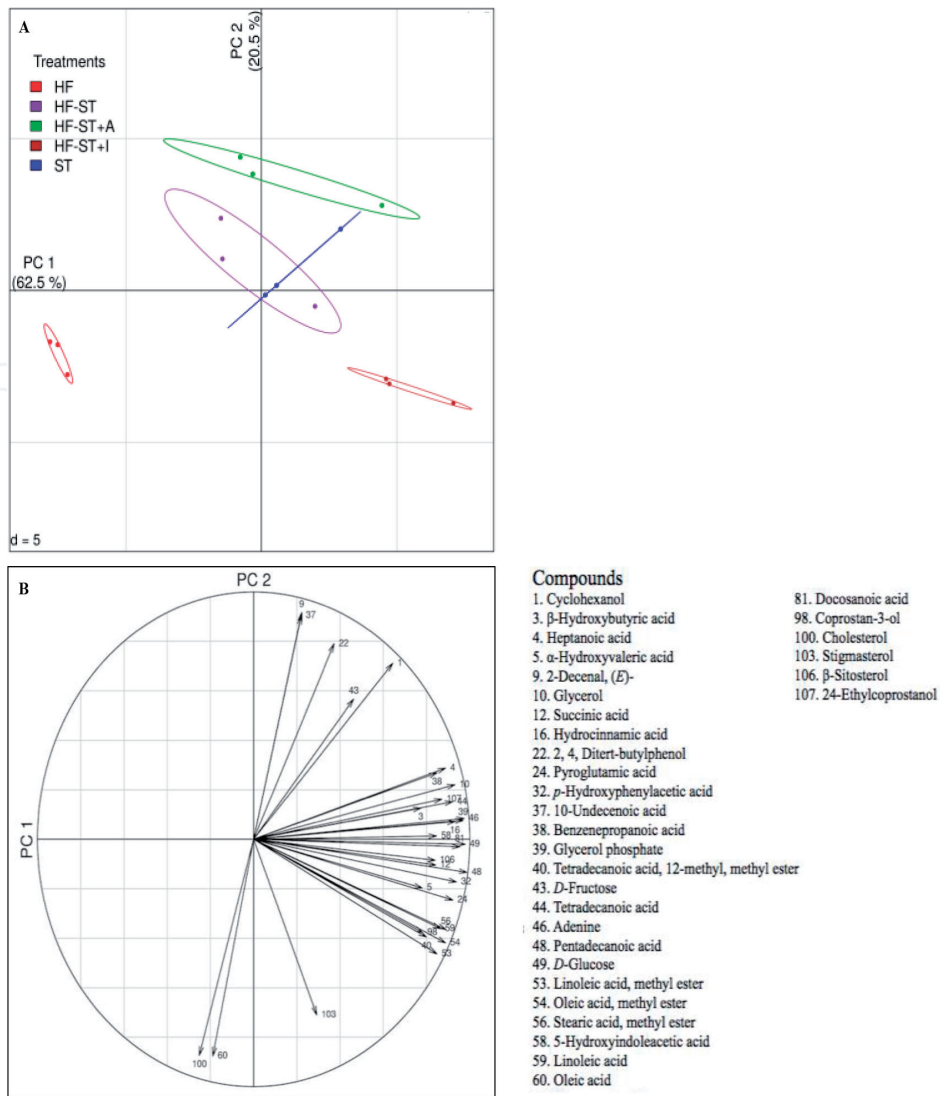 A
PC 2
(20.5 %)
Treatments
HF
HF-ST
HF-ST+A
HF-ST+I
ST
PC 1
(62.5 %)
d = 5
B
PC 2
PC 1
9
37
22
1
43
4
38
10
107
44
3
39
46
16
58
81
49
106
12
48
32
5
24
56
59
98
40
54
53
103
100
60
Compounds
1. Cyclohexanol
3. β-Hydroxybutyric acid
4. Heptanoic acid
5. α-Hydroxyvaleric acid
9. 2-Decenal, (E)-
10. Glycerol
12. Succinic acid
16. Hydrocinnamic acid
22. 2, 4, Ditert-butylphenol
24. Pyroglutamic acid
32. p-Hydroxyphenylacetic acid
37. 10-Undecenoic acid
38. Benzenepropanoic acid
39. Glycerol phosphate
40. Tetradecanoic acid, 12-methyl, methyl ester
43. D-Fructose
44. Tetradecanoic acid
46. Adenine
48. Pentadecanoic acid
49. D-Glucose
53. Linoleic acid, methyl ester
54. Oleic acid, methyl ester
56. Stearic acid, methyl ester
58. 5-Hydroxyindoleacetic acid
59. Linoleic acid
60. Oleic acid
81. Docosanoic acid
98. Coprostan-3-ol
100. Cholesterol
103. Stigmasterol
106. β-Sitosterol
107. 24-Ethylcoprostanol